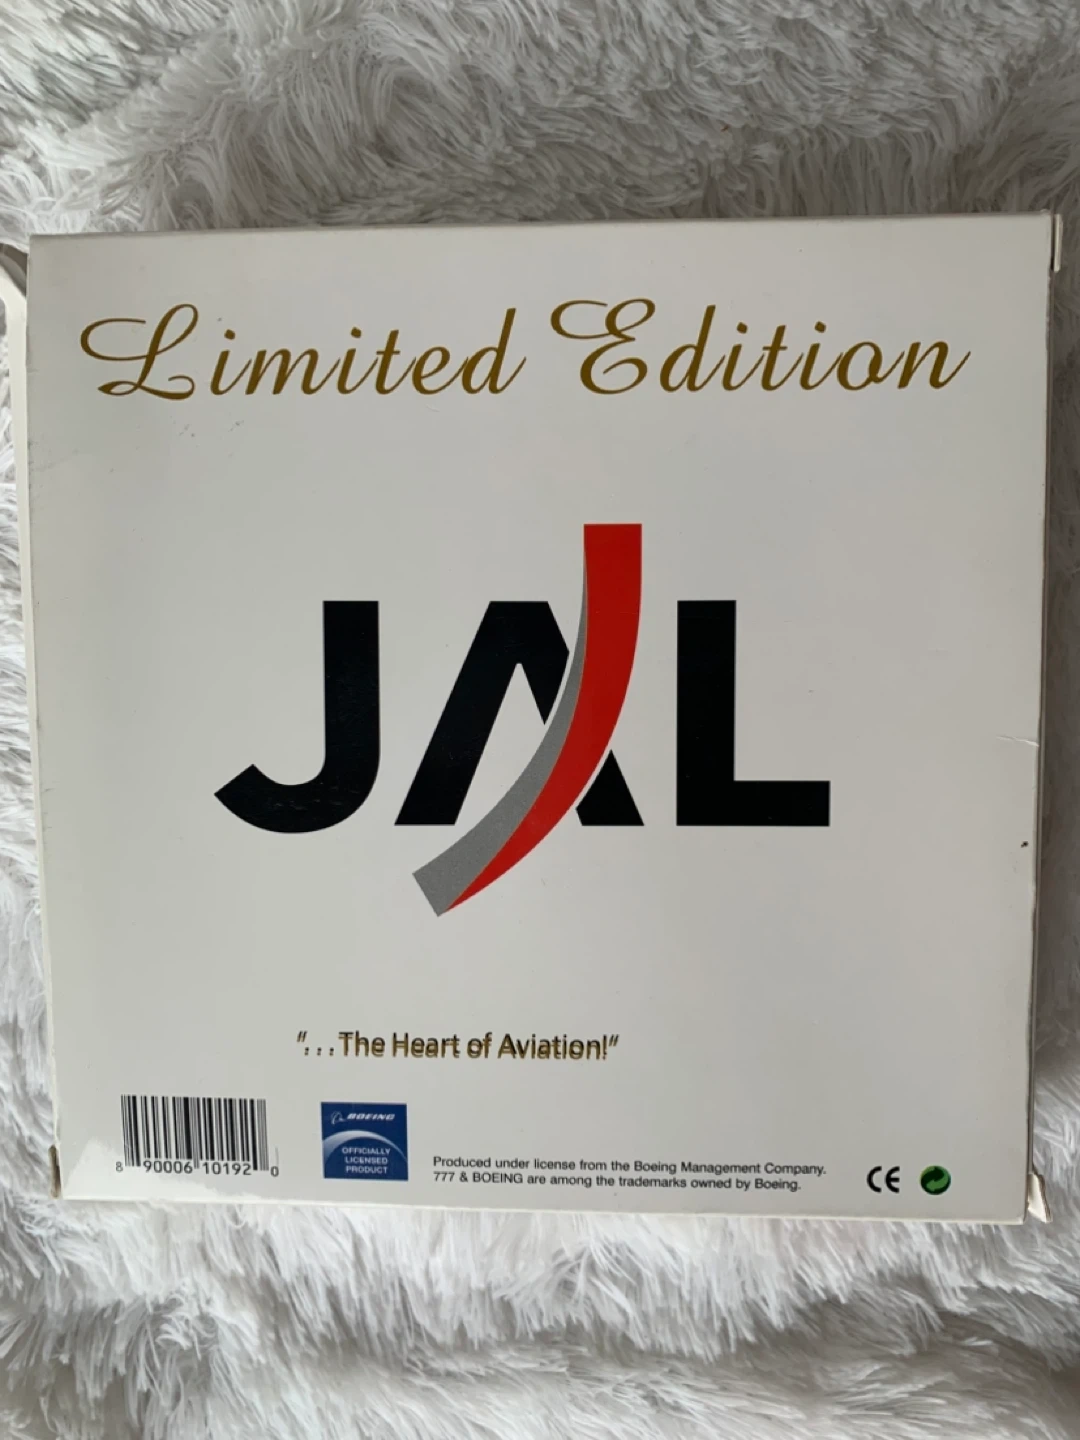 Limited Edition
JAL
"...The Heart of Aviation!"
8 90006 10192 0
BOEING
OFFICIALLY
LICENSED
PRODUCT
Produced under license from the Boeing Management Company.
777 & BOEING are among the trademarks owned by Boeing.
CE